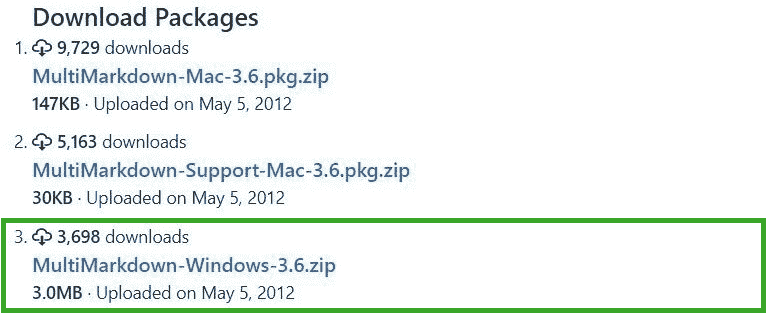 Download Packages
1. 9,729 downloads
MultiMarkdown-Mac-3.6.pkg.zip
147KB · Uploaded on May 5, 2012
2. 5,163 downloads
MultiMarkdown-Support-Mac-3.6.pkg.zip
30KB · Uploaded on May 5, 2012
3. 3,698 downloads
MultiMarkdown-Windows-3.6.zip
3.0MB · Uploaded on May 5, 2012